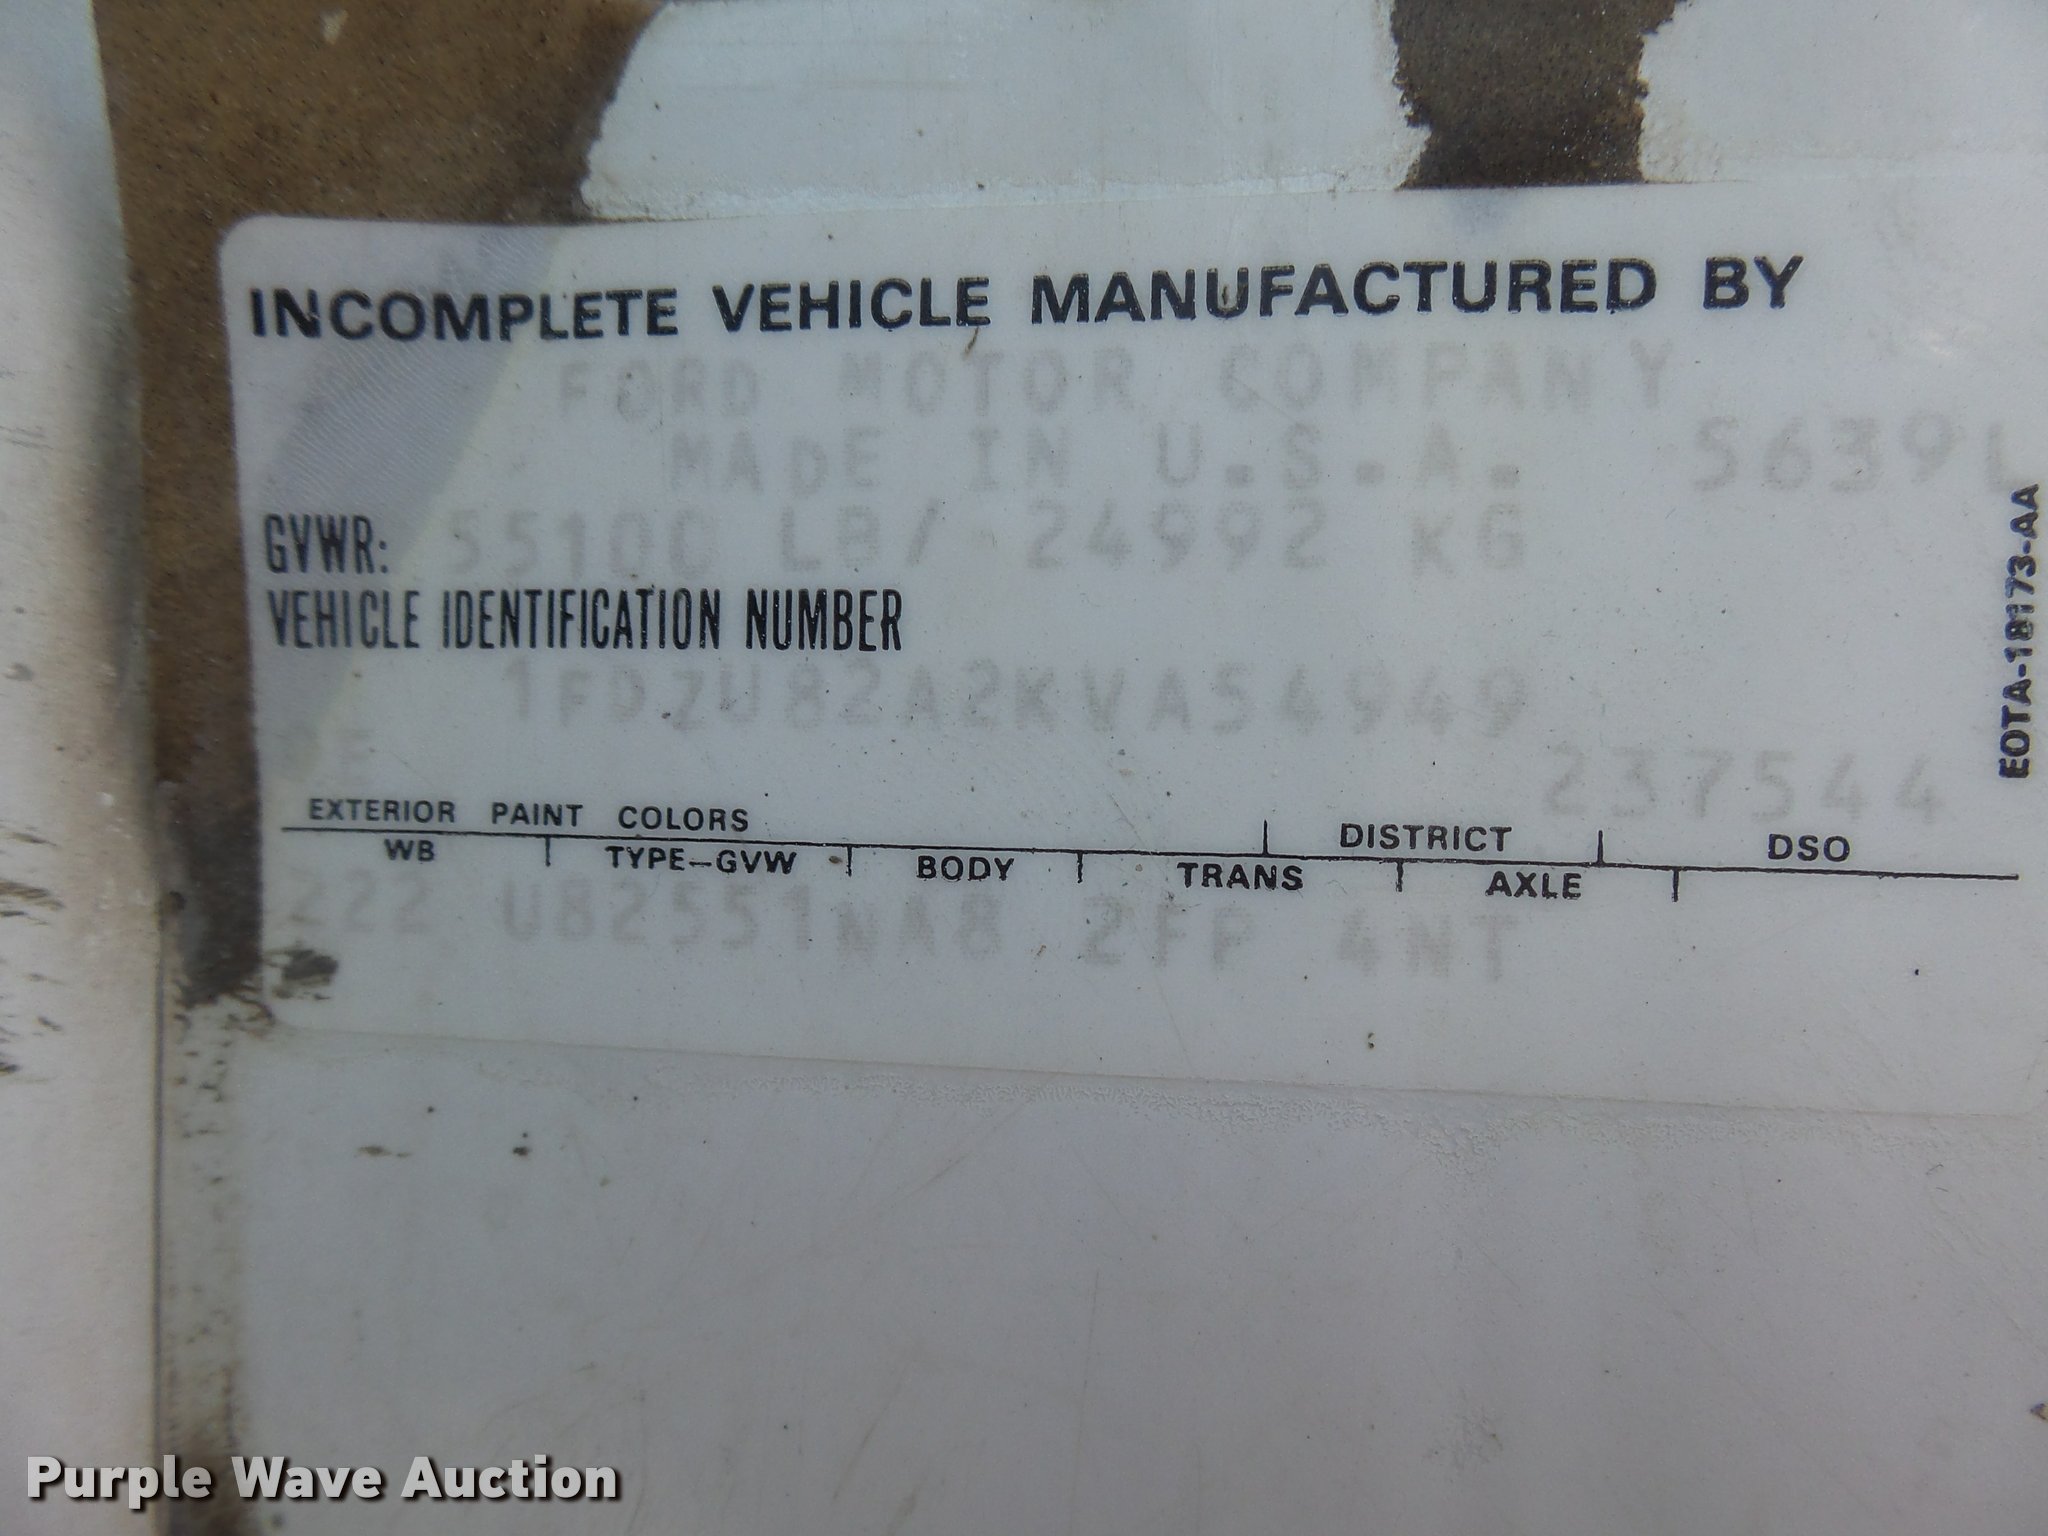 INCOMPLETE VEHICLE MANUFACTURED BY
FORD MOTOR COMPANY
MADE IN U.S.A. 5639L
GVWR: 55100 LB/ 24992 KG
VEHICLE IDENTIFICATION NUMBER
1FDZU82A2KVA54949
237544
EXTERIOR PAINT COLORS DISTRICT DSO
WB TYPE-GVW BODY TRANS AXLE
222 U82551NA8 2FP 4NT
EOTA-18173-AA
Purple Wave Auction